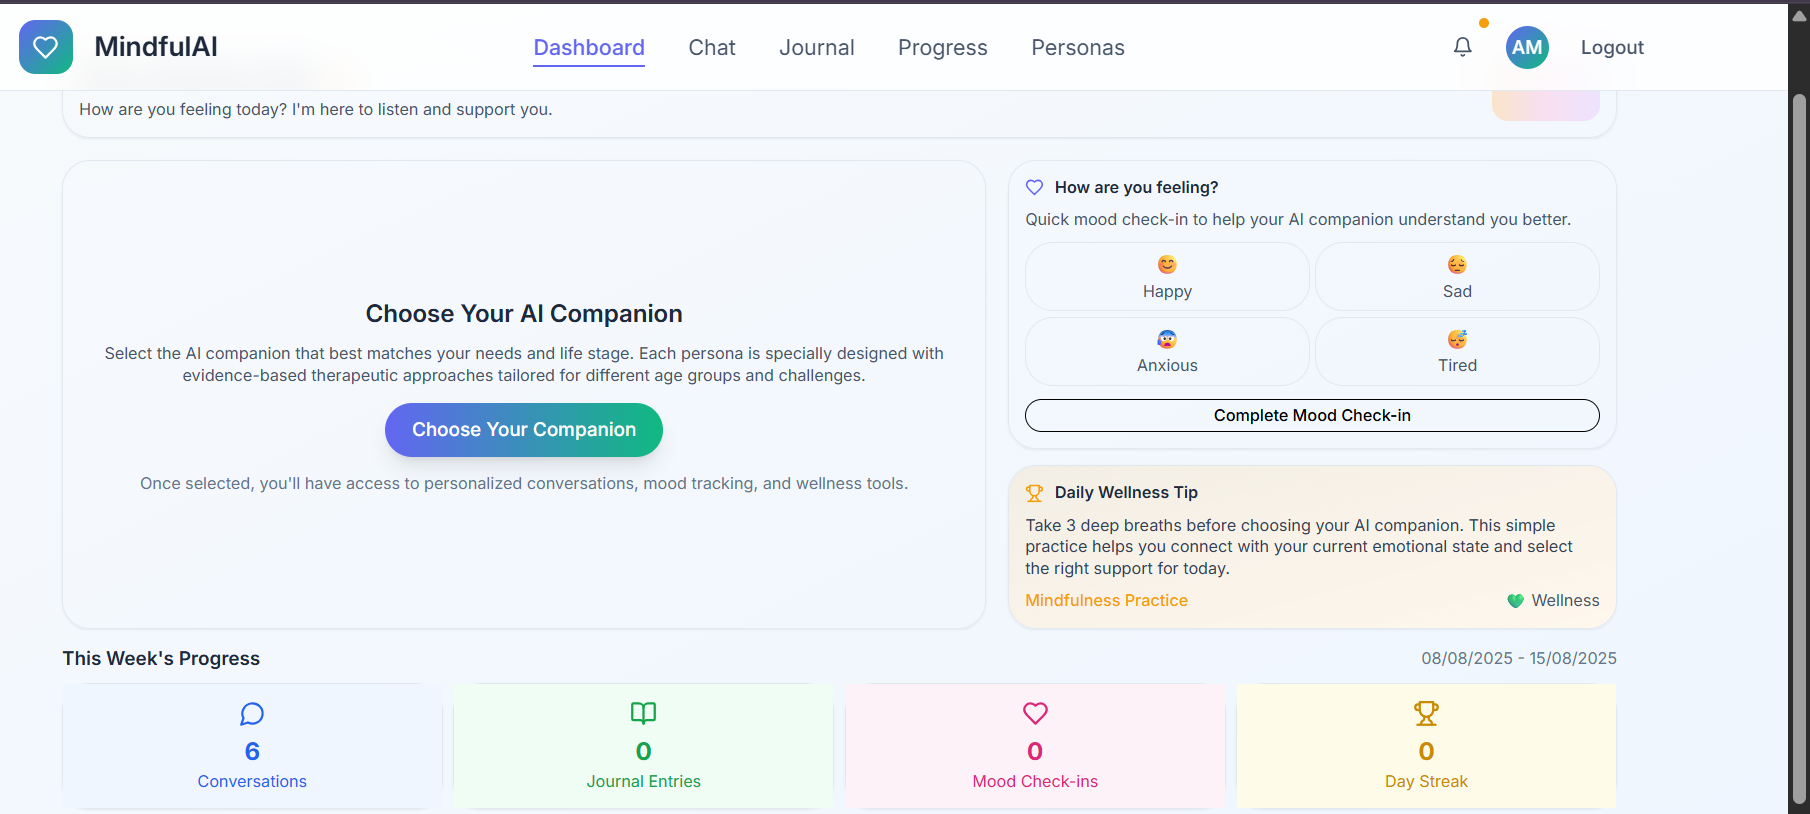 MindfulAI
Dashboard
Chat
Journal
Progress
Personas
AM
Logout
How are you feeling today? I'm here to listen and support you.
Choose Your AI Companion
Select the AI companion that best matches your needs and life stage. Each persona is specially designed with
evidence-based therapeutic approaches tailored for different age groups and challenges.
Choose Your Companion
Once selected, you'll have access to personalized conversations, mood tracking, and wellness tools.
How are you feeling?
Quick mood check-in to help your AI companion understand you better.
Happy
Sad
Anxious
Tired
Complete Mood Check-in
Daily Wellness Tip
Take 3 deep breaths before choosing your AI companion. This simple
practice helps you connect with your current emotional state and select
the right support for today.
Mindfulness Practice
Wellness
This Week's Progress
08/08/2025 - 15/08/2025
6
Conversations
0
Journal Entries
0
Mood Check-ins
0
Day Streak